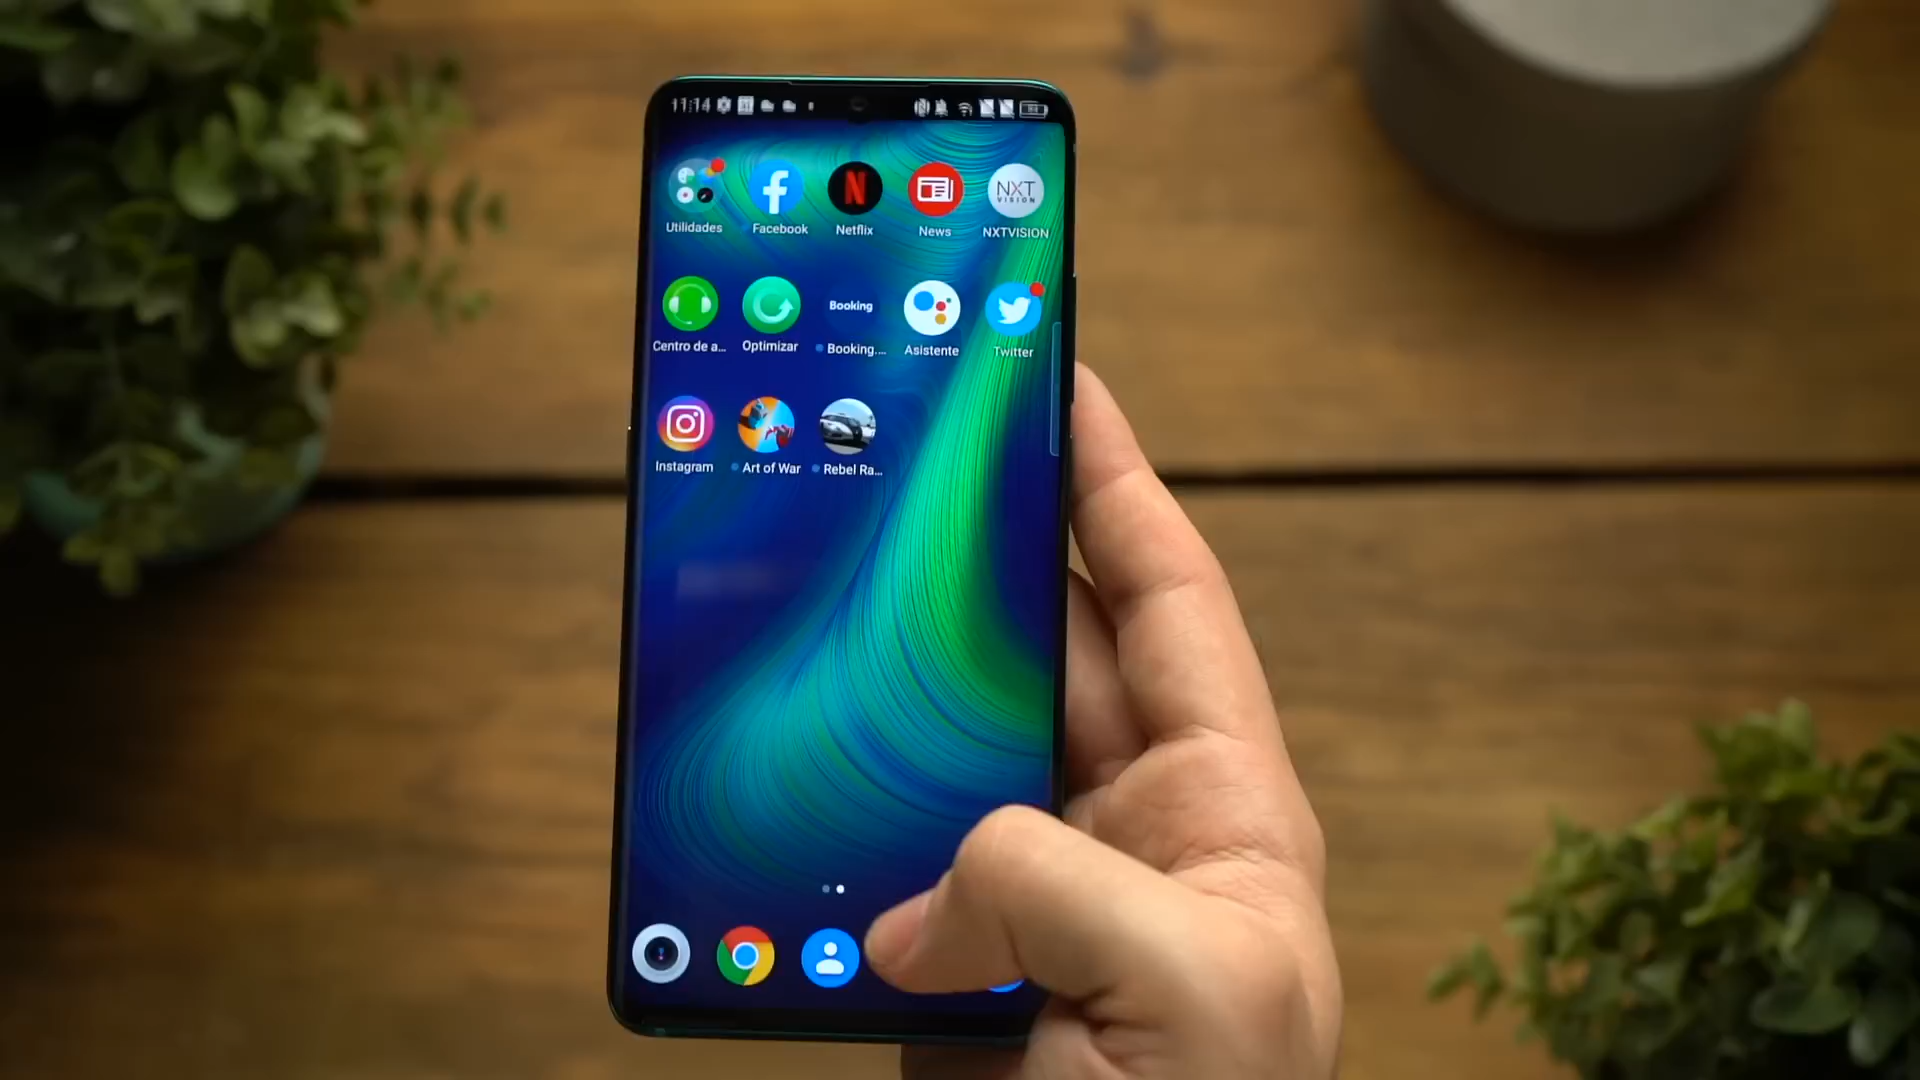 11:14
Utilidades Facebook Netflix News NXTVISION
NXT
VISION
Booking
Centro de a... Optimizar Booking.... Asistente Twitter
Instagram Art of War Rebel Ra...